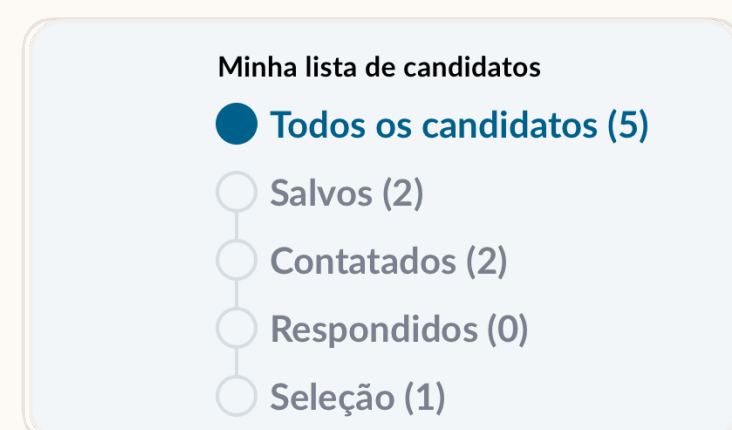 Minha lista de candidatos
Todos os candidatos (5)
Salvos (2)
Contatados (2)
Respondidos (0)
Seleção (1)